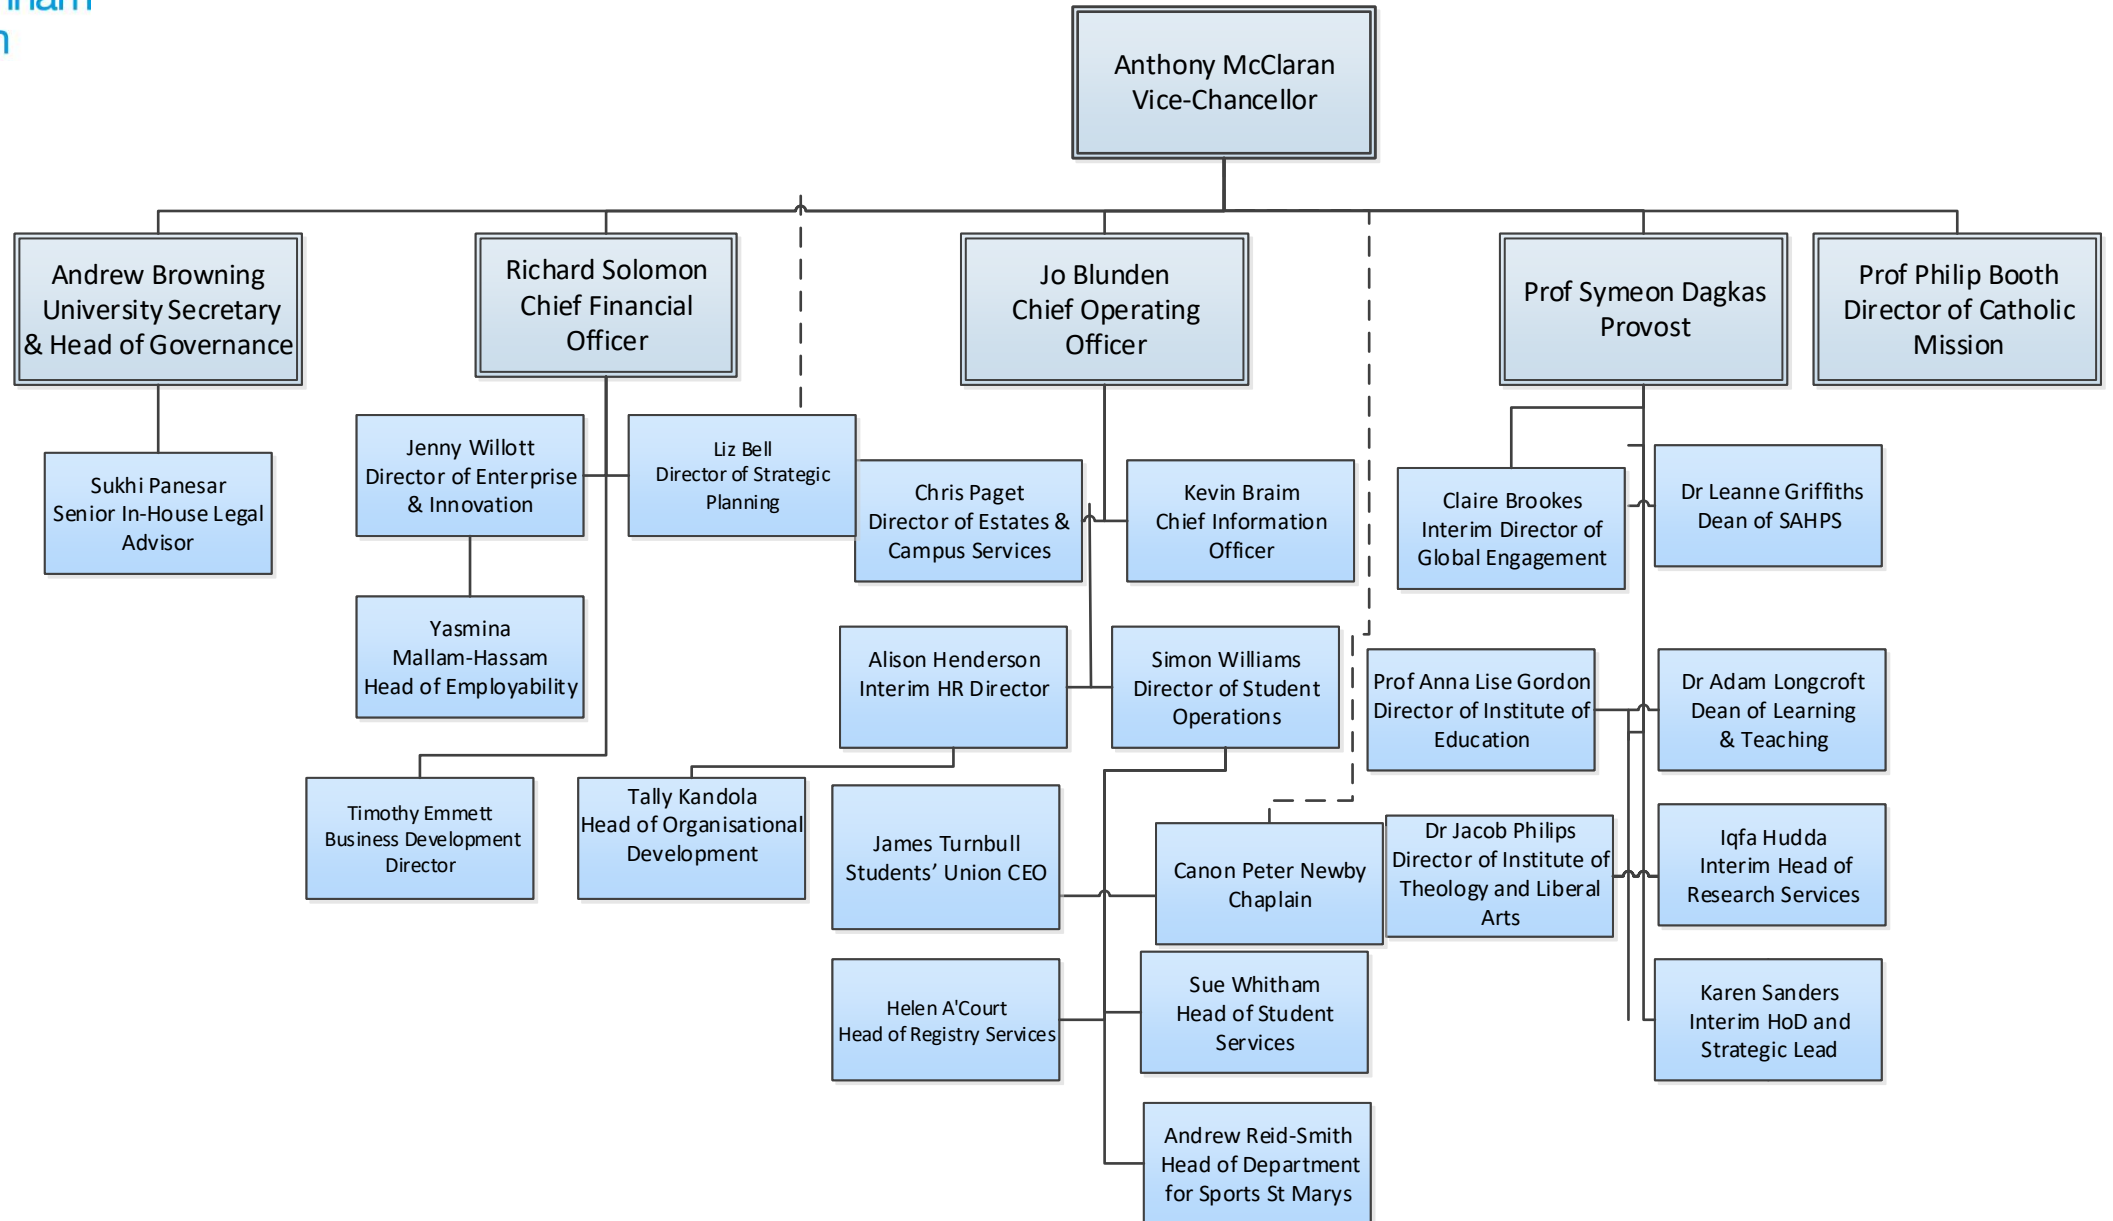 Anthony McClaran
Vice-Chancellor
Andrew Browning
University Secretary
& Head of Governance
Richard Solomon
Chief Financial
Officer
Jo Blunden
Chief Operating
Officer
Prof Symeon Dagkas
Provost
Prof Philip Booth
Director of Catholic
Mission
Sukhi Panesar
Senior In-House Legal
Advisor
Jenny Willott
Director of Enterprise
& Innovation
Liz Bell
Director of Strategic
Planning
Chris Paget
Director of Estates &
Campus Services
Kevin Braim
Chief Information
Officer
Claire Brookes
Interim Director of
Global Engagement
Dr Leanne Griffiths
Dean of SAHPS
Yasmina
Mallam-Hassam
Head of Employability
Alison Henderson
Interim HR Director
Simon Williams
Director of Student
Operations
Prof Anna Lise Gordon
Director of Institute of
Education
Dr Adam Longcroft
Dean of Learning
& Teaching
Timothy Emmett
Business Development
Director
Tally Kandola
Head of Organisational
Development
James Turnbull
Students’ Union CEO
Canon Peter Newby
Chaplain
Dr Jacob Philips
Director of Institute of
Theology and Liberal
Arts
Iqfa Hudda
Interim Head of
Research Services
Helen A'Court
Head of Registry Services
Sue Whitham
Head of Student
Services
Karen Sanders
Interim HoD and
Strategic Lead
Andrew Reid-Smith
Head of Department
for Sports St Marys